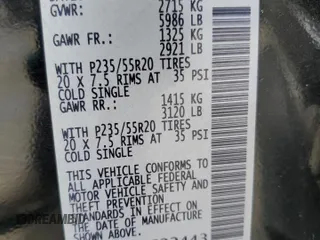 GVWR: 2715 KG
5986 LB
GAWR FR.: 1325 KG
2921 LB
WITH P235/55R20 TIRES
20 x 7.5 RIMS AT 35 PSI
COLD SINGLE
GAWR RR.: 1415 KG
3120 LB
WITH P235/55R20 TIRES
20 x 7.5 RIMS AT 35 PSI
COLD SINGLE
THIS VEHICLE CONFORMS TO
ALL APPLICABLE FEDERAL
MOTOR VEHICLE SAFETY AND
THEFT PREVENTION
STANDARDS IN EFFECT ON
DATE OF MANUFACTURE